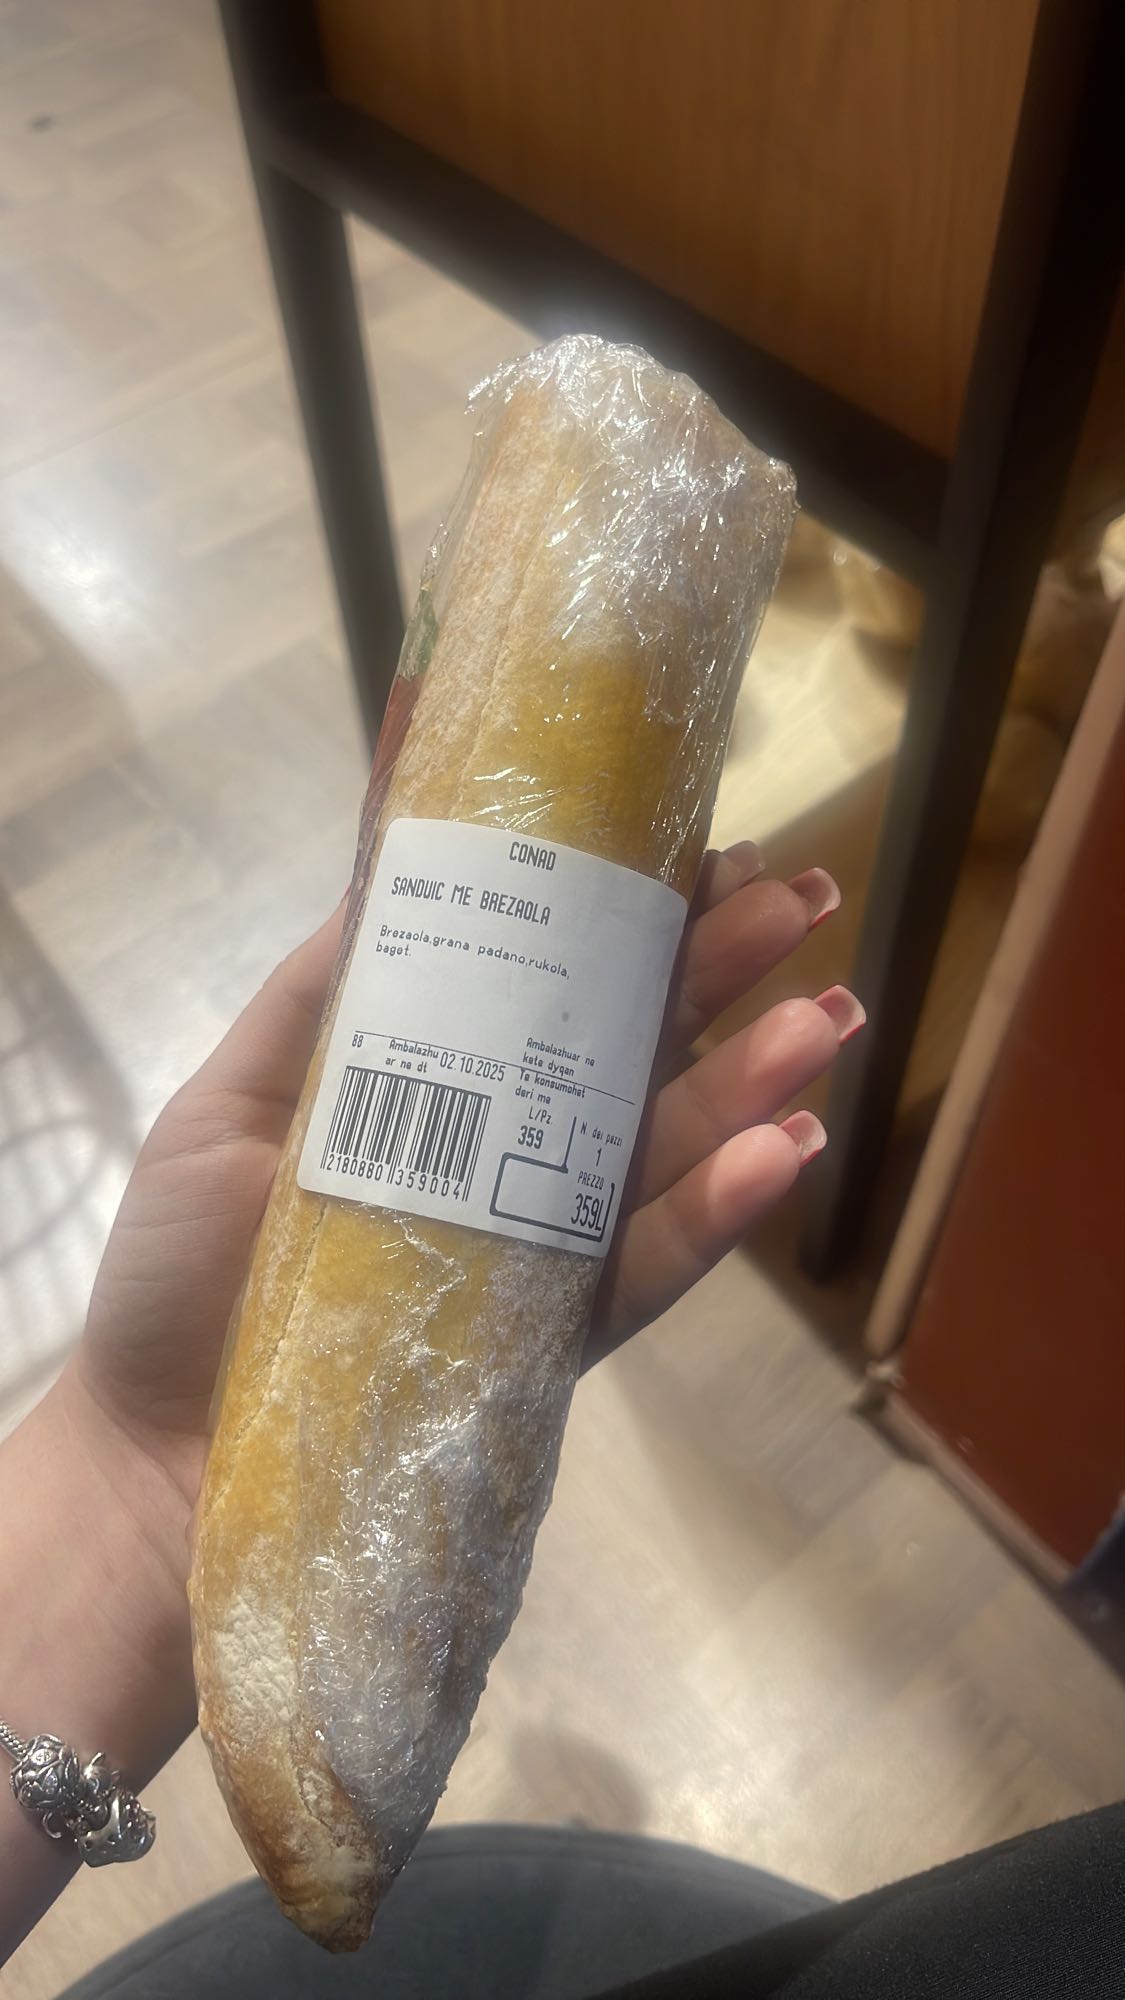 CONAD
SANDUIC ME BREZAOLA
Brezaola,grana padano,rukola,
baget.
88
Ambalazhu
ar ne dt
02.10.2025
Ambalazhuar ne
kete dyqan
Te konsumohet
deri me
L/Pz.
359
N dei pezzi
1
PREZZO
359L
2180880 359004